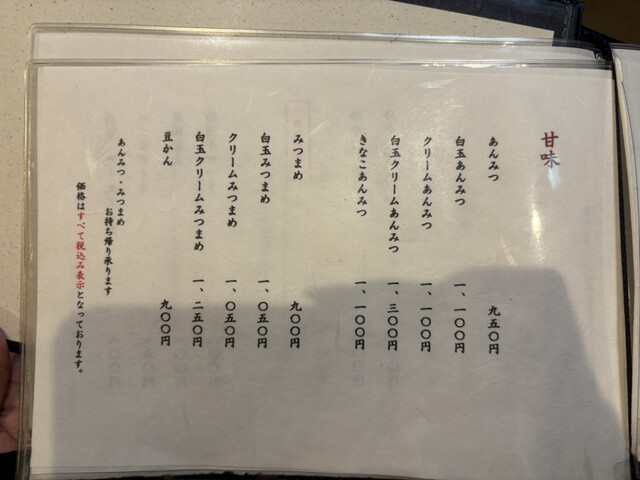 甘味
あんみつ 九五〇円
白玉あんみつ 一、一〇〇円
クリームあんみつ 一、一〇〇円
白玉クリームあんみつ 一、三〇〇円
きなこあんみつ 一、一〇〇円
みつまめ 九〇〇円
白玉みつまめ 一、〇五〇円
クリームみつまめ 一、〇五〇円
白玉クリームみつまめ 一、二五〇円
豆かん 九〇〇円
あんみつ・みつまめ
お持ち帰り承ります
価格はすべて税込み表示となっております。